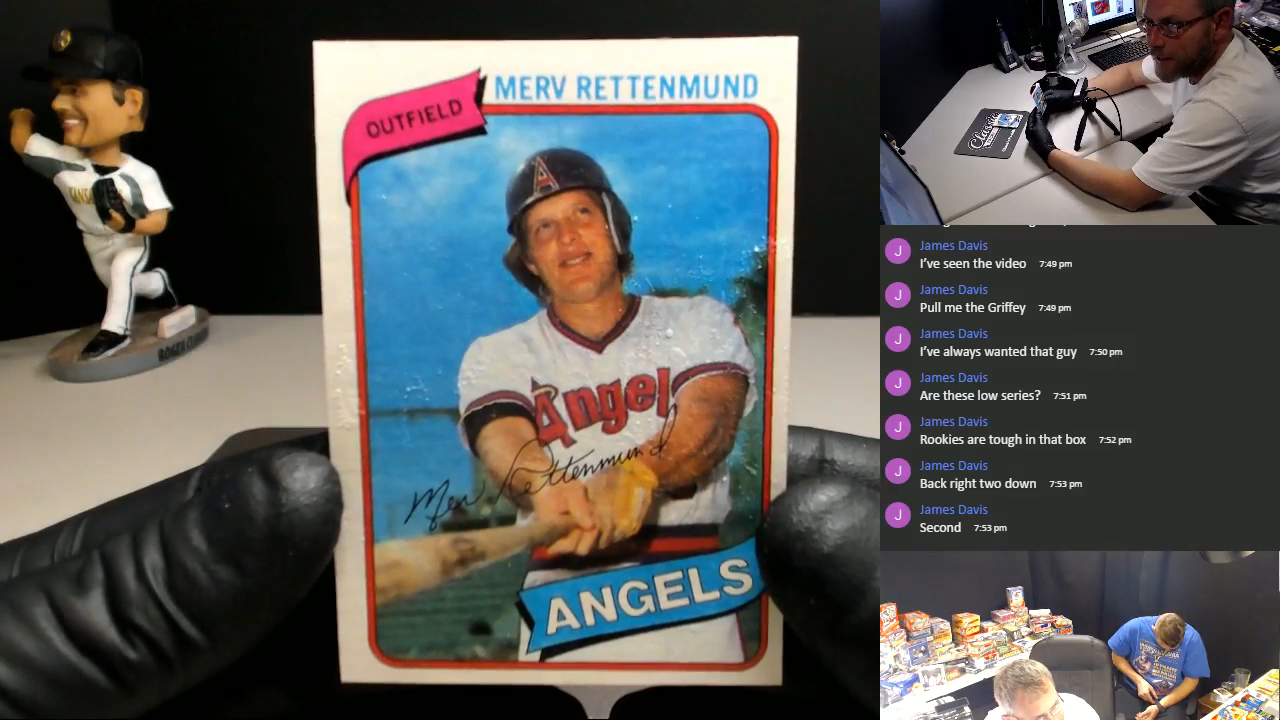 MERV RETTENMUND
OUTFIELD
A
Angel
Merv Rettenmund
ANGELS
KANSA
Classic
James Davis
I've seen the video 7:49 pm
James Davis
Pull me the Griffey 7:49 pm
James Davis
I've always wanted that guy 7:50 pm
James Davis
Are these low series? 7:51 pm
James Davis
Rookies are tough in that box 7:52 pm
James Davis
Back right two down 7:53 pm
James Davis
Second 7:53 pm
J
J
J
J
J
J
J